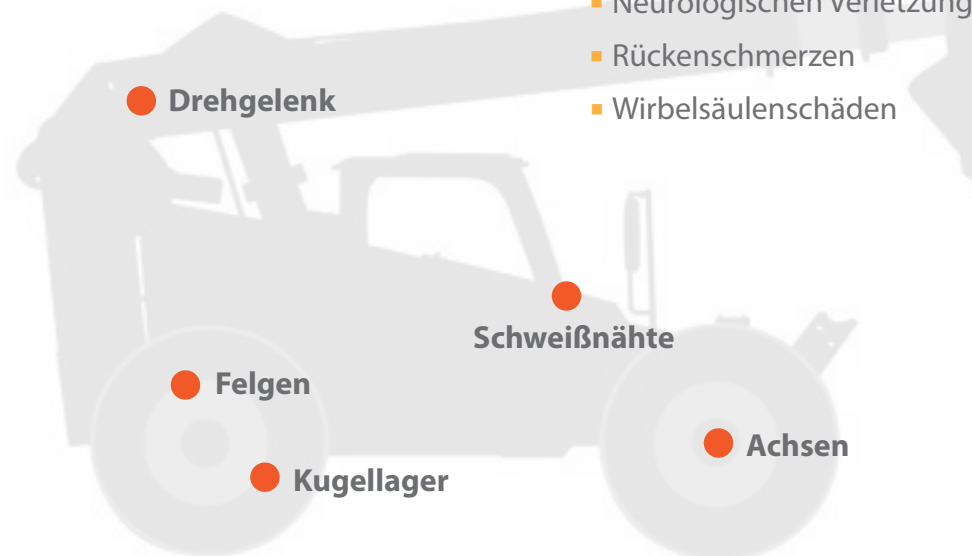 Neurologischen Verletzung
Rückenschmerzen
Wirbelsäulenschäden
Drehgelenk
Schweißnähte
Felgen
Achsen
Kugellager